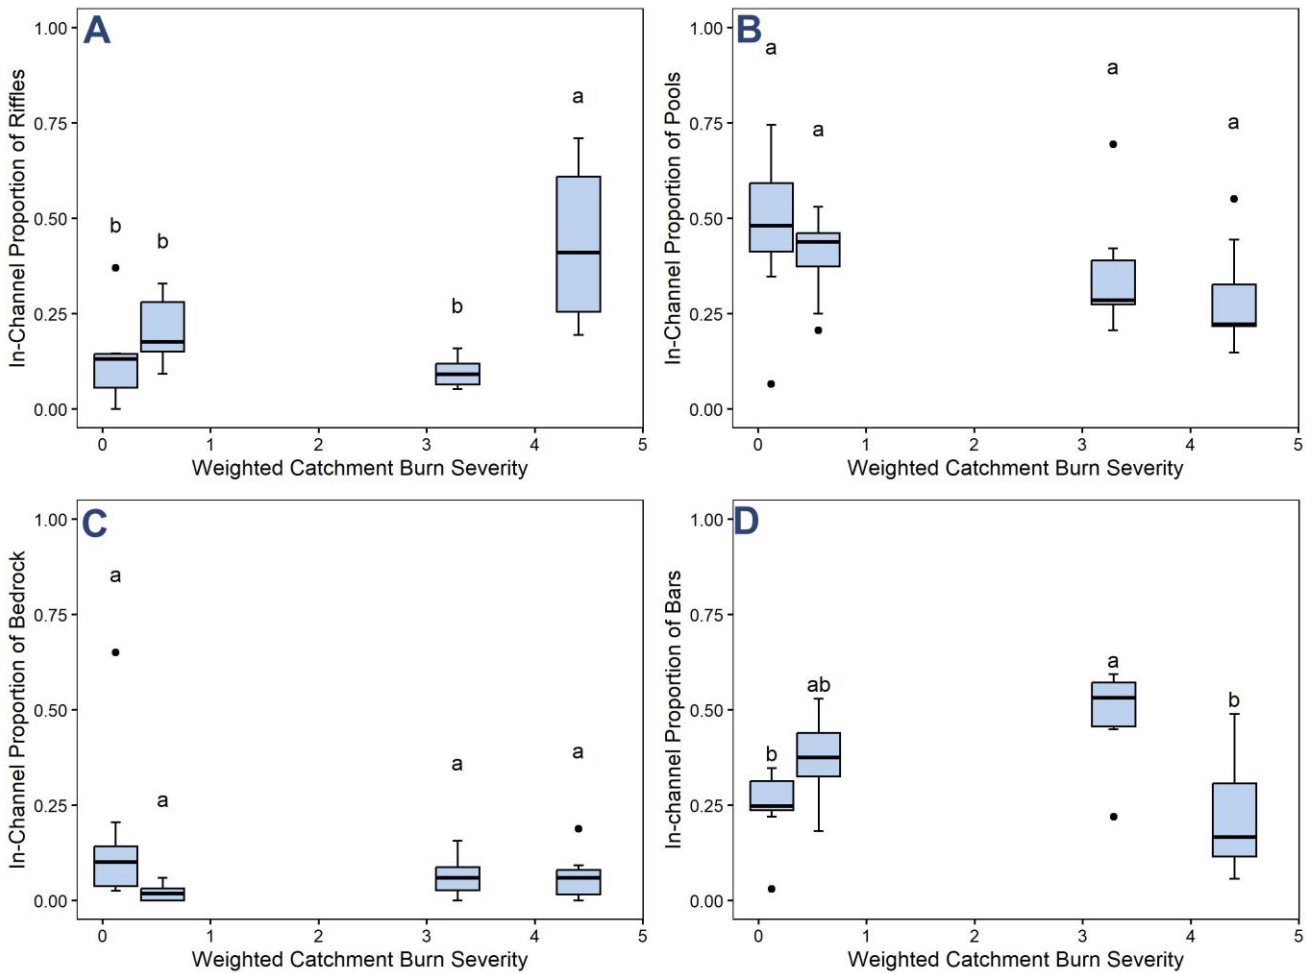 A
In-Channel Proportion of Riffles
1.00
0.75
0.50
0.25
0.00
b
b
b
a
0 1 2 3 4 5
Weighted Catchment Burn Severity
B
In-Channel Proportion of Pools
1.00
0.75
0.50
0.25
0.00
a
a
a
a
0 1 2 3 4 5
Weighted Catchment Burn Severity
C
In-Channel Proportion of Bedrock
1.00
0.75
0.50
0.25
0.00
a
a
a
a
0 1 2 3 4 5
Weighted Catchment Burn Severity
D
In-channel Proportion of Bars
1.00
0.75
0.50
0.25
0.00
b
ab
a
b
0 1 2 3 4 5
Weighted Catchment Burn Severity